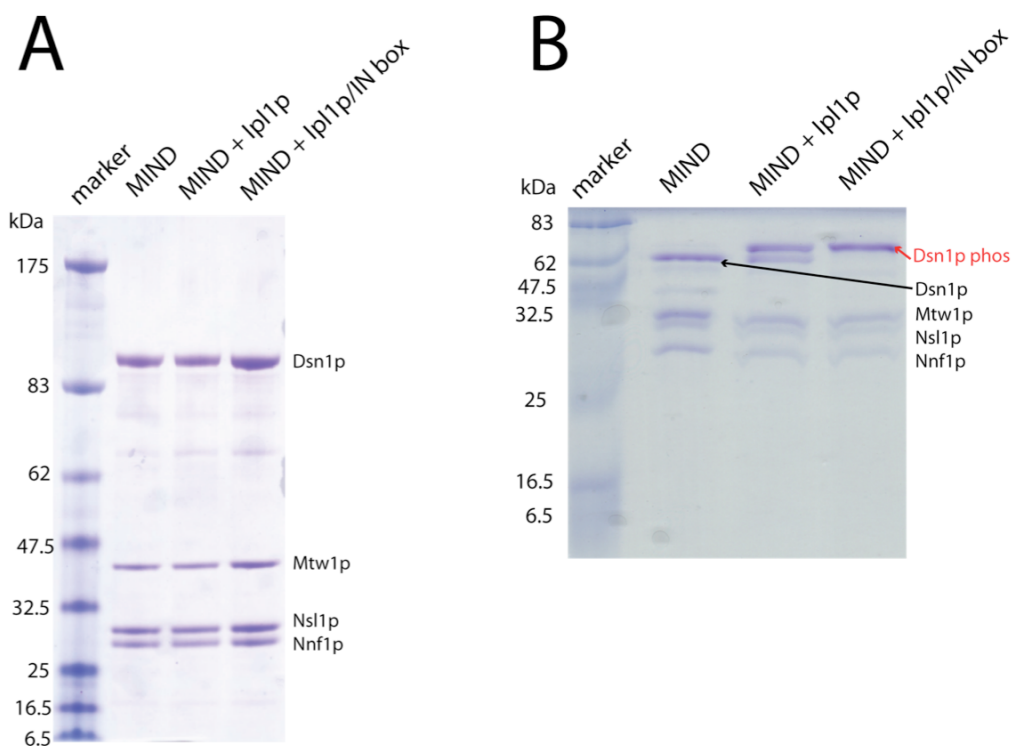 A
marker
MIND
MIND + Ipl1p
MIND + Ipl1p/IN box
kDa
175
83
62
47.5
32.5
25
16.5
6.5
Dsn1p
Mtw1p
Nsl1p
Nnf1p
B
marker
MIND
MIND + Ipl1p
MIND + Ipl1p/IN box
kDa
83
62
47.5
32.5
25
16.5
6.5
Dsn1p phos
Dsn1p
Mtw1p
Nsl1p
Nnf1p